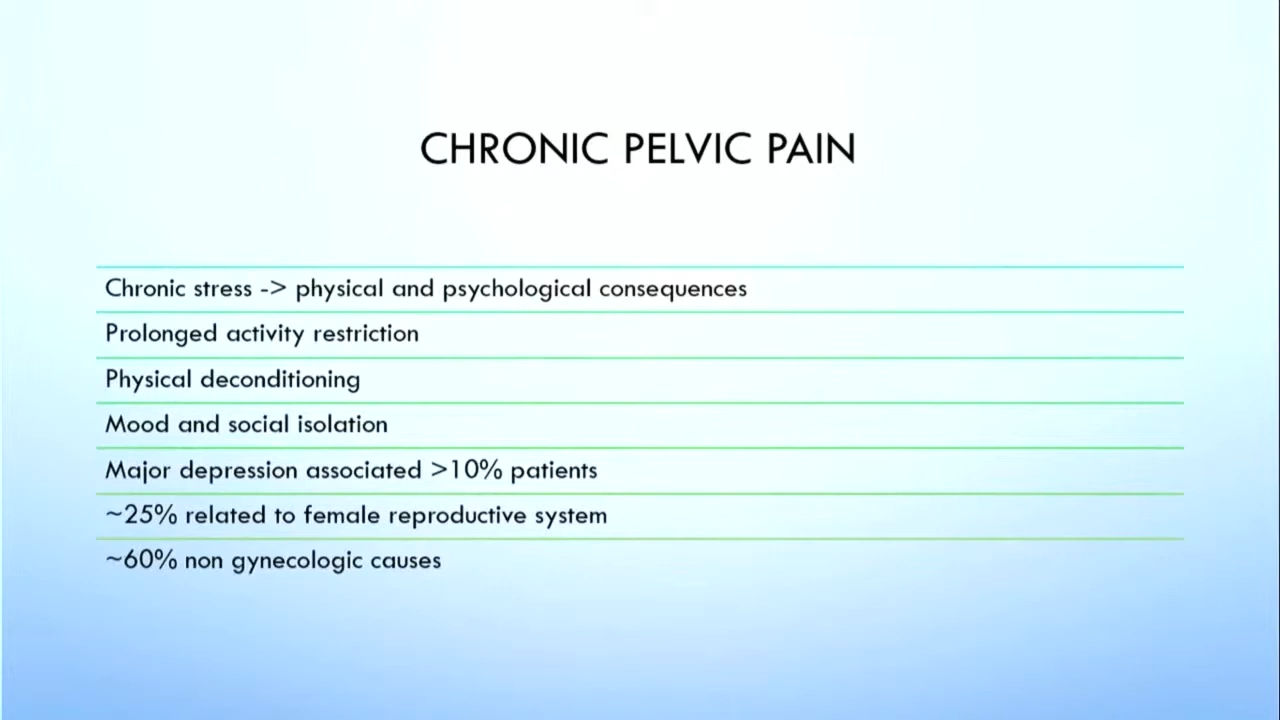 CHRONIC PELVIC PAIN
Chronic stress -> physical and psychological consequences
Prolonged activity restriction
Physical deconditioning
Mood and social isolation
Major depression associated >10% patients
~25% related to female reproductive system
~60% non gynecologic causes